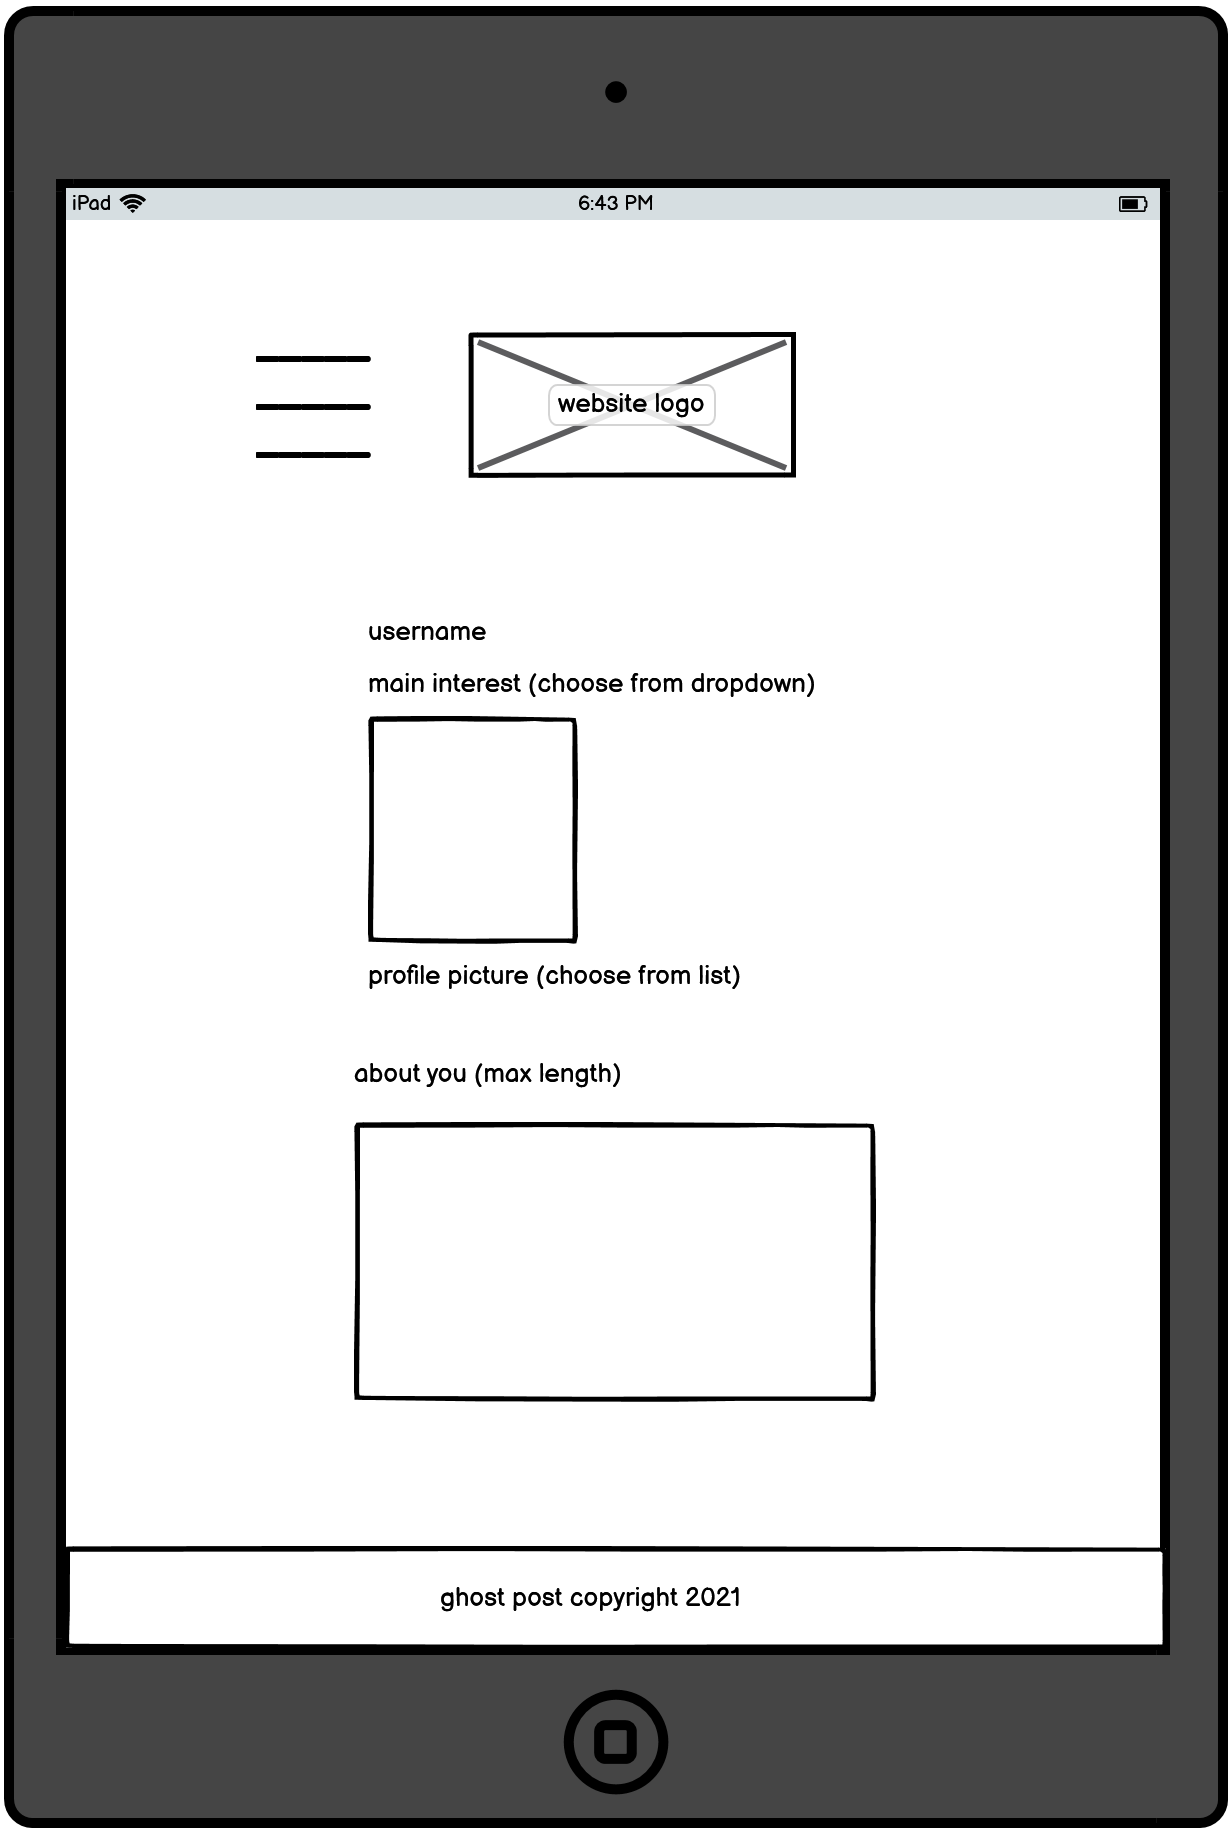 iPad
6:43 PM
website logo
username
main interest (choose from dropdown)
profile picture (choose from list)
about you (max length)
ghost post copyright 2021